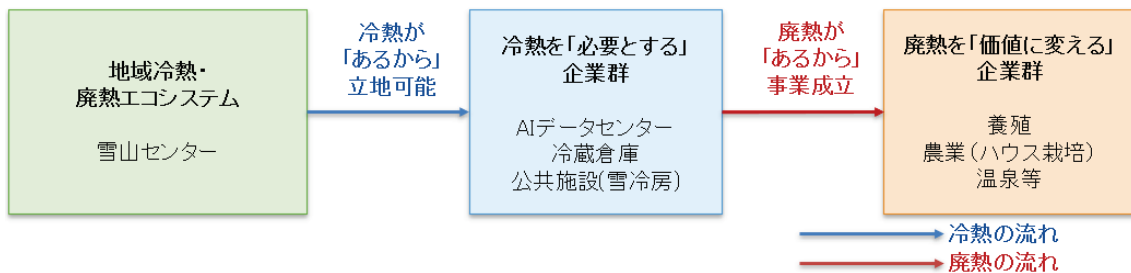 地域冷熱・
廃熱エコシステム
雪山センター
冷熱が
「あるから」
立地可能
冷熱を「必要とする」
企業群
AIデータセンター
冷蔵倉庫
公共施設(雪冷房)
廃熱が
「あるから」
事業成立
廃熱を「価値に変える」
企業群
養殖
農業(ハウス栽培)
温泉等
冷熱の流れ
廃熱の流れ